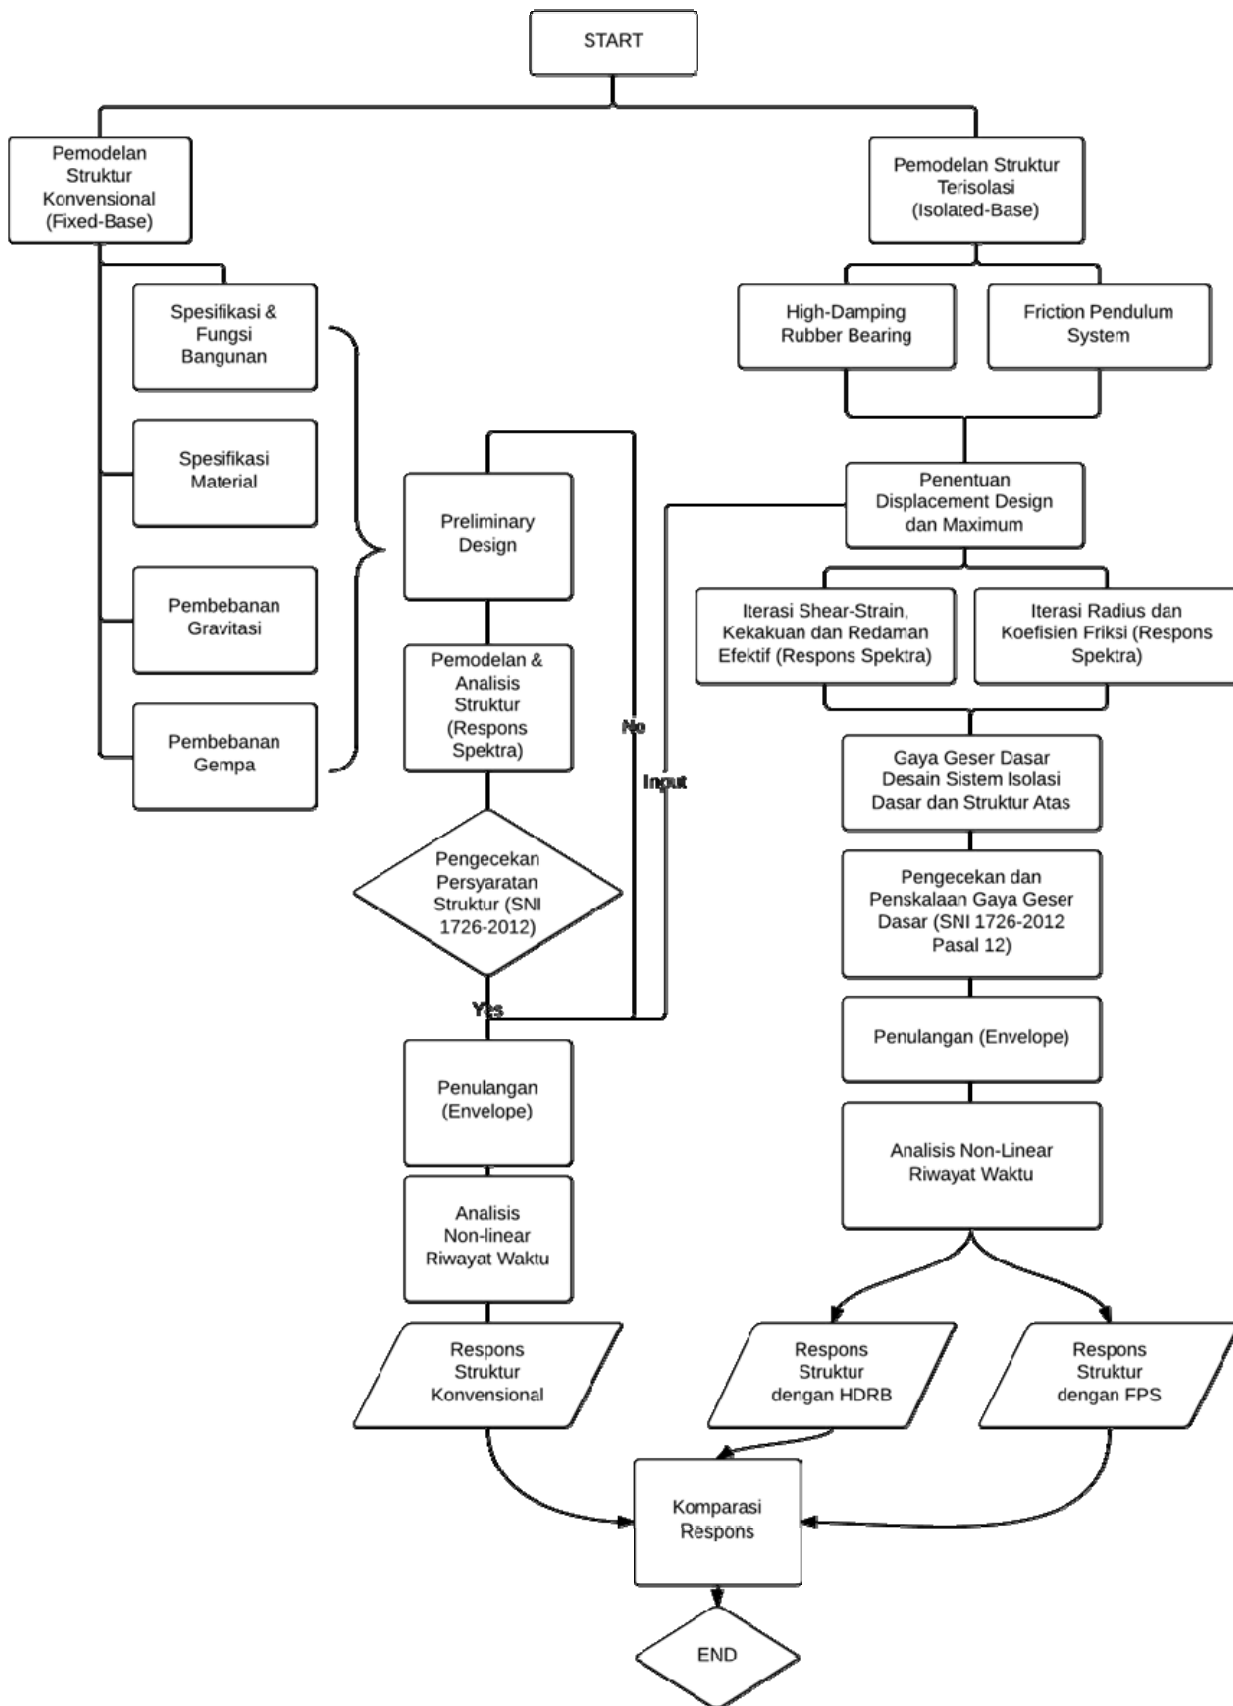 START
Pemodelan
Struktur
Konvensional
(Fixed-Base)
Pemodelan Struktur
Terisolasi
(Isolated-Base)
Spesifikasi &
Fungsi
Bangunan
High-Damping
Rubber Bearing
Friction Pendulum
System
Spesifikasi
Material
Preliminary
Design
Penentuan
Displacement Design
dan Maximum
Pembebanan
Gravitasi
Iterasi Shear-Strain,
Kekakuan dan Redaman
Efektif (Respons Spektra)
Iterasi Radius dan
Koefisien Friksi (Respons
Spektra)
Pemodelan &
Analisis
Struktur
(Respons
Spektra)
No
Pembebanan
Gempa
Input
Gaya Geser Dasar
Desain Sistem Isolasi
Dasar dan Struktur Atas
Pengecekan
Persyaratan
Struktur (SNI
1726-2012)
Pengecekan dan
Penskalaan Gaya Geser
Dasar (SNI 1726-2012
Pasal 12)
Yes
Penulangan
(Envelope)
Penulangan (Envelope)
Analisis
Non-linear
Riwayat Waktu
Analisis Non-Linear
Riwayat Waktu
Respons
Struktur
Konvensional
Respons
Struktur
dengan HDRB
Respons
Struktur
dengan FPS
Komparasi
Respons
END